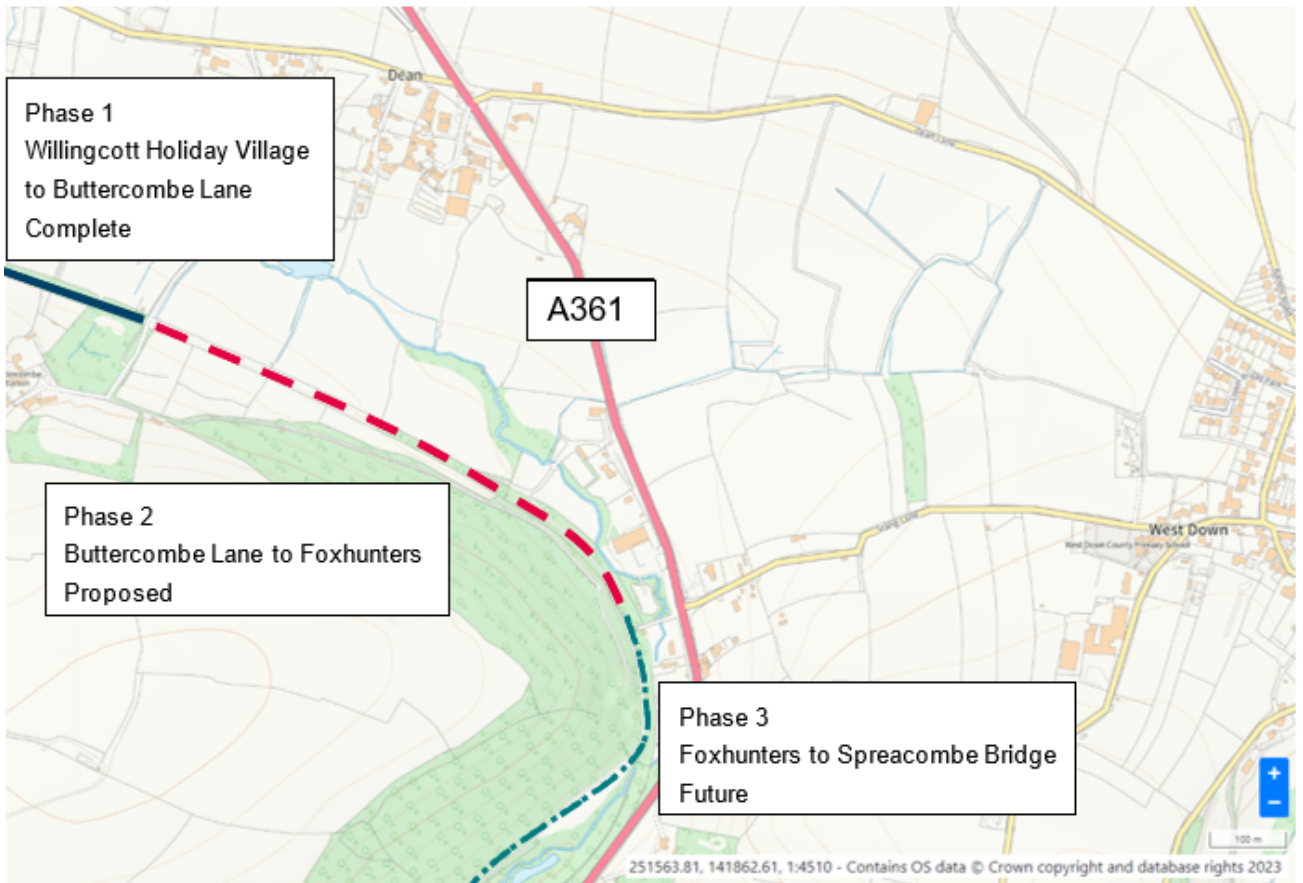 Dean
Phase 1
Willingcott Holiday Village
to Buttercombe Lane
Complete
Dean Lane
A361
Phase 2
Buttercombe Lane to Foxhunters
Proposed
Stang Lane
West Down
West Down County Primary School
Phase 3
Foxhunters to Spreacombe Bridge
Future
+
−
100 m
251563.81, 141862.61, 1:4510 - Contains OS data © Crown copyright and database rights 2023